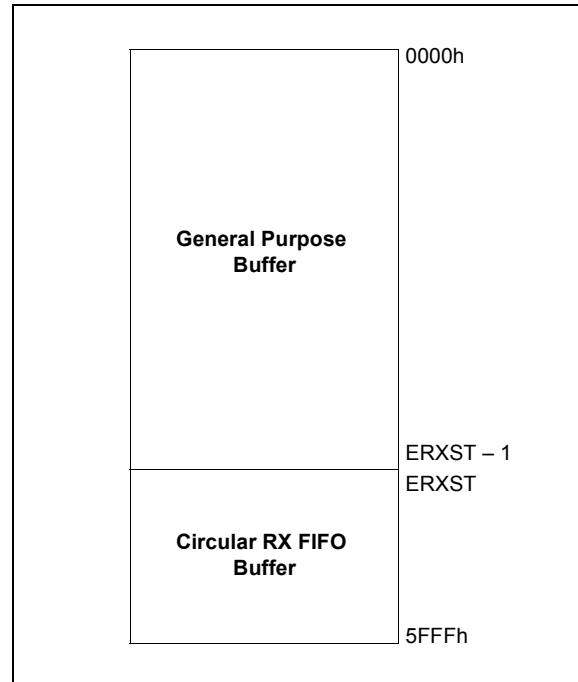 0000h
General Purpose
Buffer
ERXST – 1
ERXST
Circular RX FIFO
Buffer
5FFFh